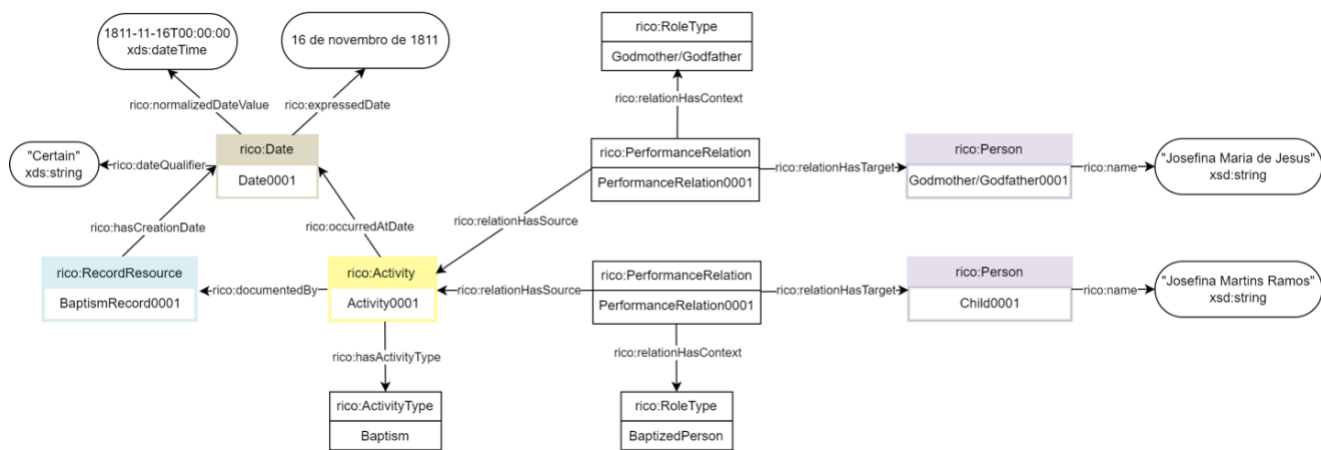 1811-11-16T00:00:00
xds:dateTime
16 de novembro de 1811
rico:RoleType
Godmother/Godfather
rico:normalizedDateValue
rico:expressedDate
rico:relationHasContext
"Certain"
xds:string
rico:dateQualifier
rico:Date
Date0001
rico:PerformanceRelation
PerformanceRelation0001
rico:relationHasTarget
rico:Person
Godmother/Godfather0001
rico:name
"Josefina Maria de Jesus"
xsd:string
rico:hasCreationDate
rico:occurredAtDate
rico:relationHasSource
rico:RecordResource
BaptismRecord0001
rico:documentedBy
rico:Activity
Activity0001
rico:relationHasSource
rico:PerformanceRelation
PerformanceRelation0001
rico:relationHasTarget
rico:Person
Child0001
rico:name
"Josefina Martins Ramos"
xsd:string
rico:hasActivityType
rico:relationHasContext
rico:ActivityType
Baptism
rico:RoleType
BaptizedPerson